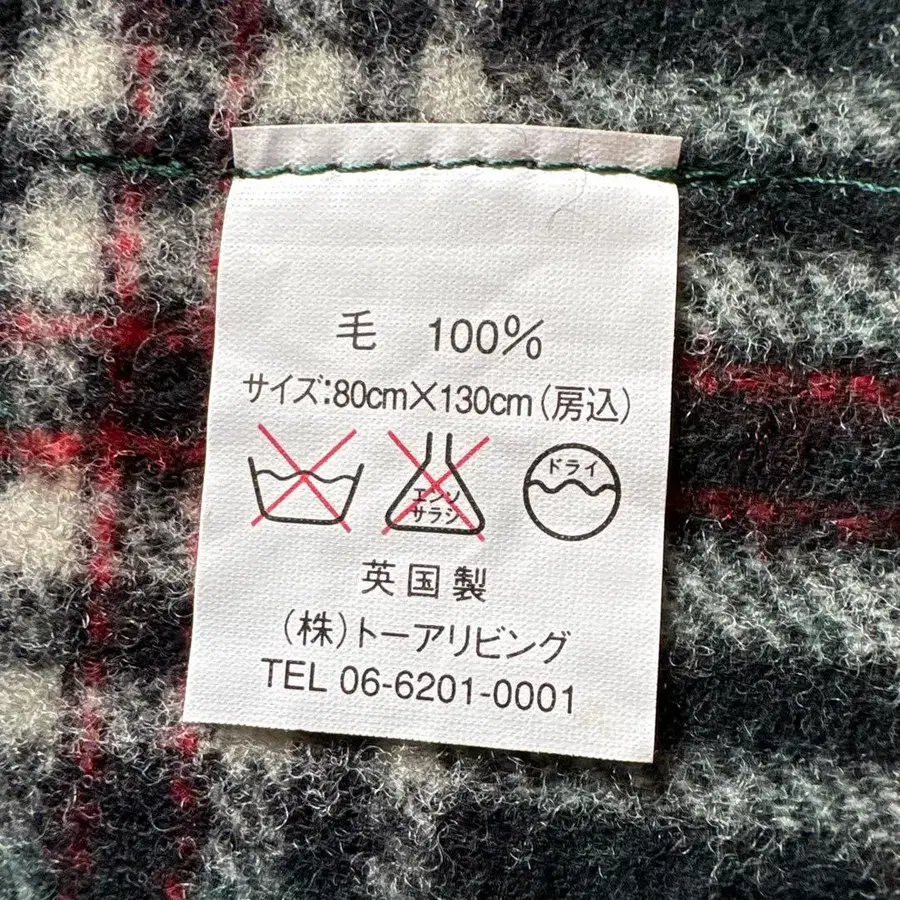 毛 100%
サイズ:80cm×130cm(房込)
エンソ
サラシ
ドライ
英国製
(株)トーアリビング
TEL 06-6201-0001